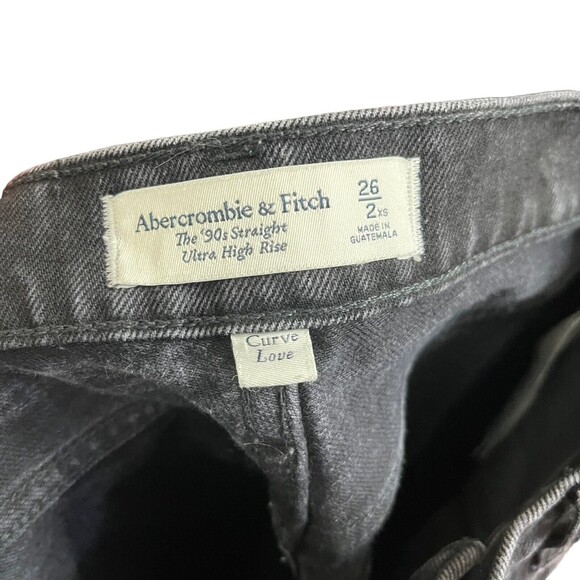 Abercrombie & Fitch
The '90s Straight
Ultra High Rise
26
2XS
MADE IN
GUATEMALA
Curve
Love